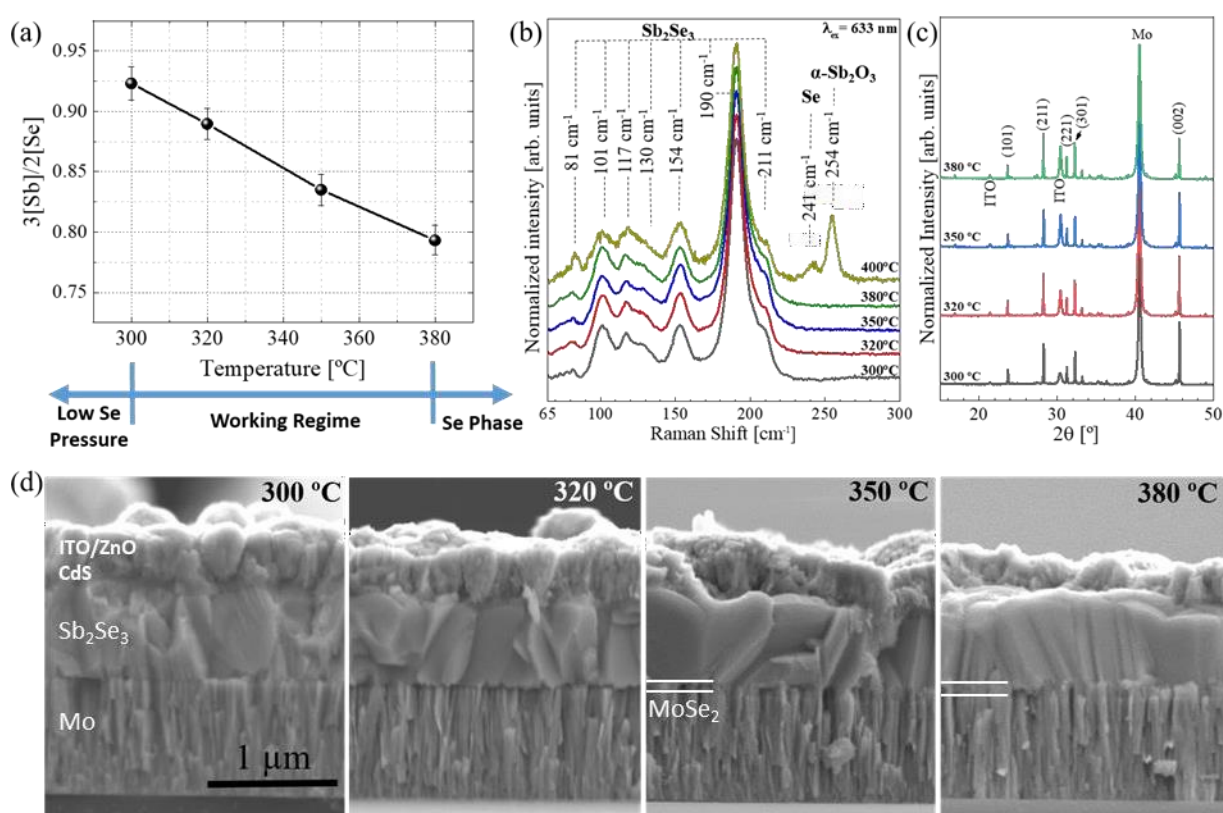 (a)
0.95
0.90
0.85
0.80
0.75
3[Sb]/2[Se]
300 320 340 360 380
Temperature [ºC]
Low Se
Pressure
Working Regime
Se Phase
(b)
Sb₂Se₃
λₑₓ= 633 nm
α-Sb₂O₃
Se
81 cm⁻¹
101 cm⁻¹
117 cm⁻¹
130 cm⁻¹
154 cm⁻¹
190 cm⁻¹
211 cm⁻¹
241 cm⁻¹
254 cm⁻¹
400ºC
380ºC
350ºC
320ºC
300ºC
Normalized intensity [arb. units]
65 100 150 200 250 300
Raman Shift [cm⁻¹]
(c)
Mo
(101)
(211)
(221)
(301)
(002)
ITO
ITO
380 ºC
350 ºC
320 ºC
300 ºC
Normalized Intensity [arb. units]
20 30 40 50
2θ [º]
(d)
300 ºC
320 ºC
350 ºC
380 ºC
ITO/ZnO
CdS
Sb₂Se₃
Mo
MoSe₂
1 µm